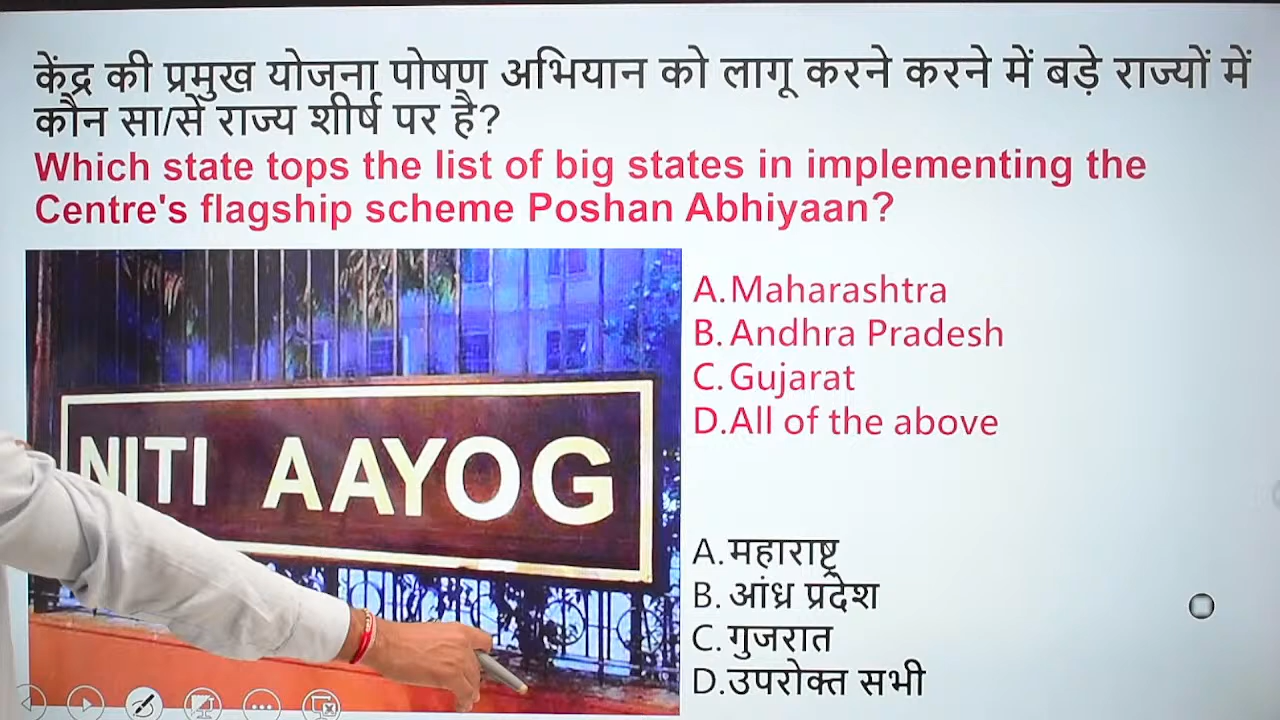 केंद्र की प्रमुख योजना पोषण अभियान को लागू करने करने में बड़े राज्यों में
कौन सा/से राज्य शीर्ष पर है?
Which state tops the list of big states in implementing the
Centre's flagship scheme Poshan Abhiyaan?
A.Maharashtra
B.Andhra Pradesh
C.Gujarat
D.All of the above
NITI AAYOG
A.महाराष्ट्र
B.आंध्र प्रदेश
C.गुजरात
D.उपरोक्त सभी